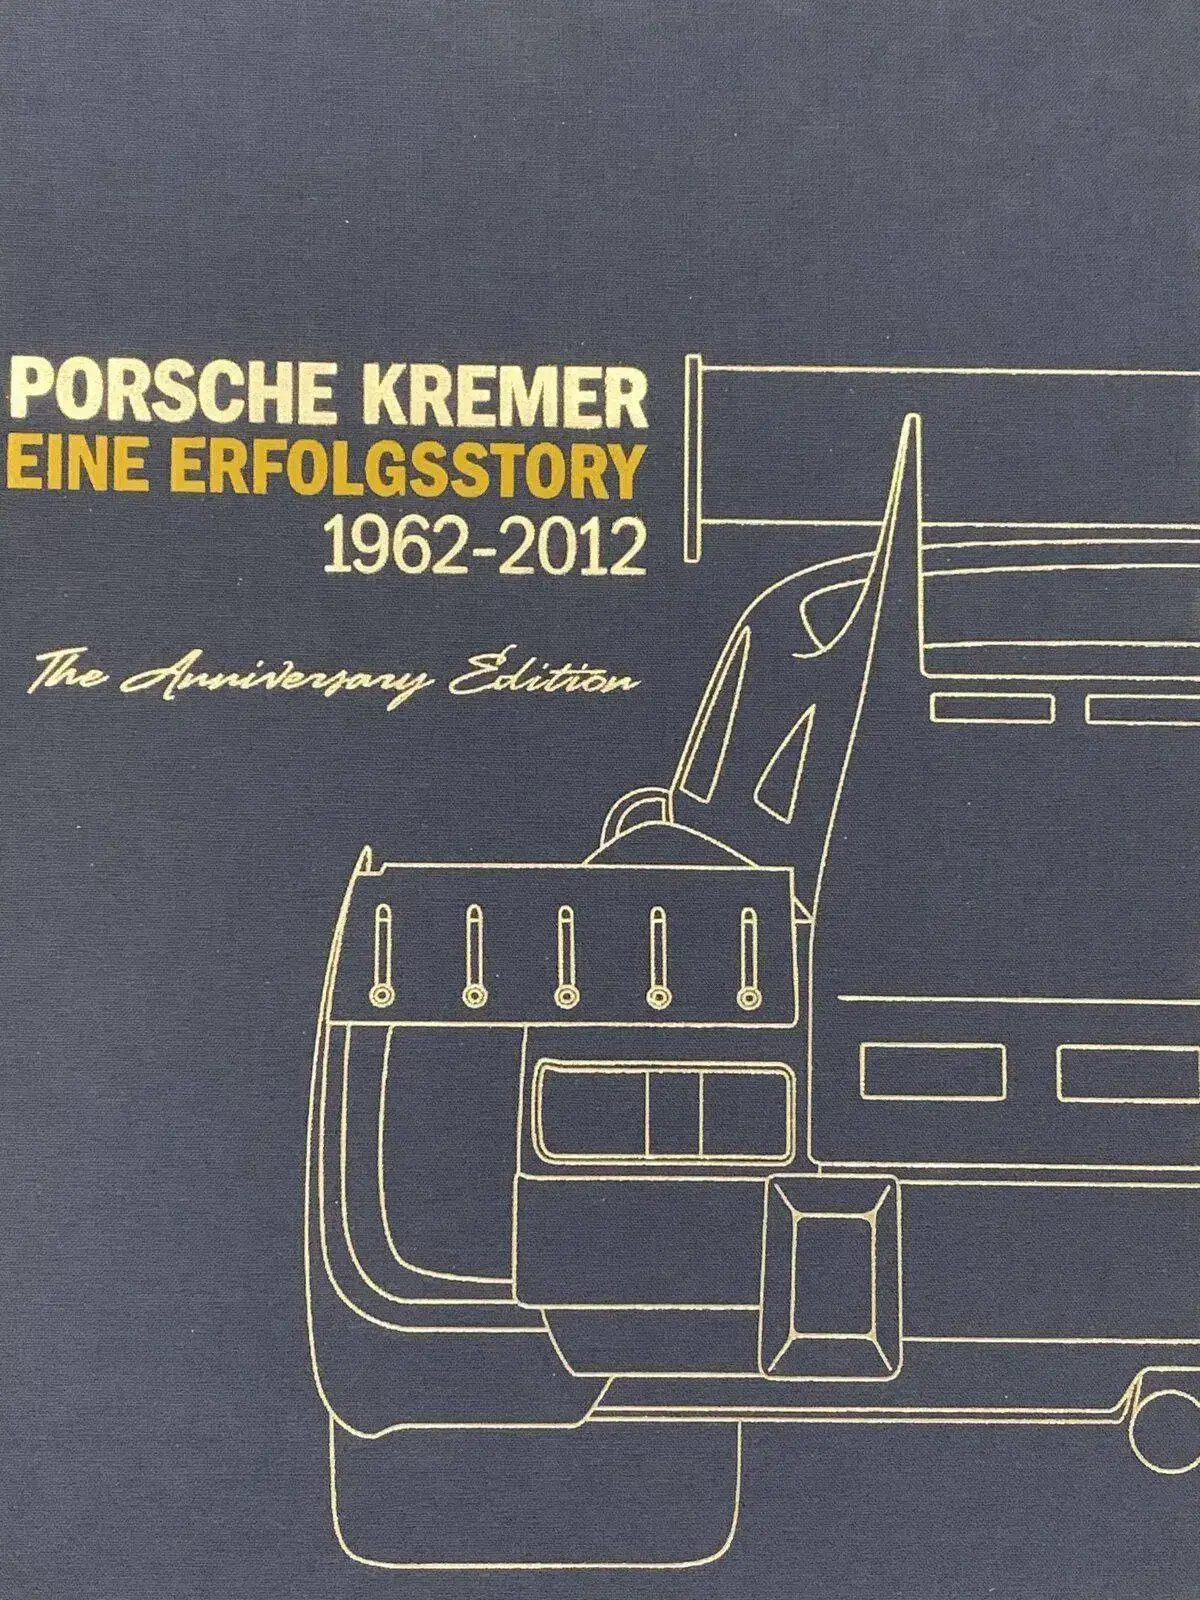 PORSCHE KREMER
EINE ERFOLGSSTORY
1962-2012
The Anniversary Edition